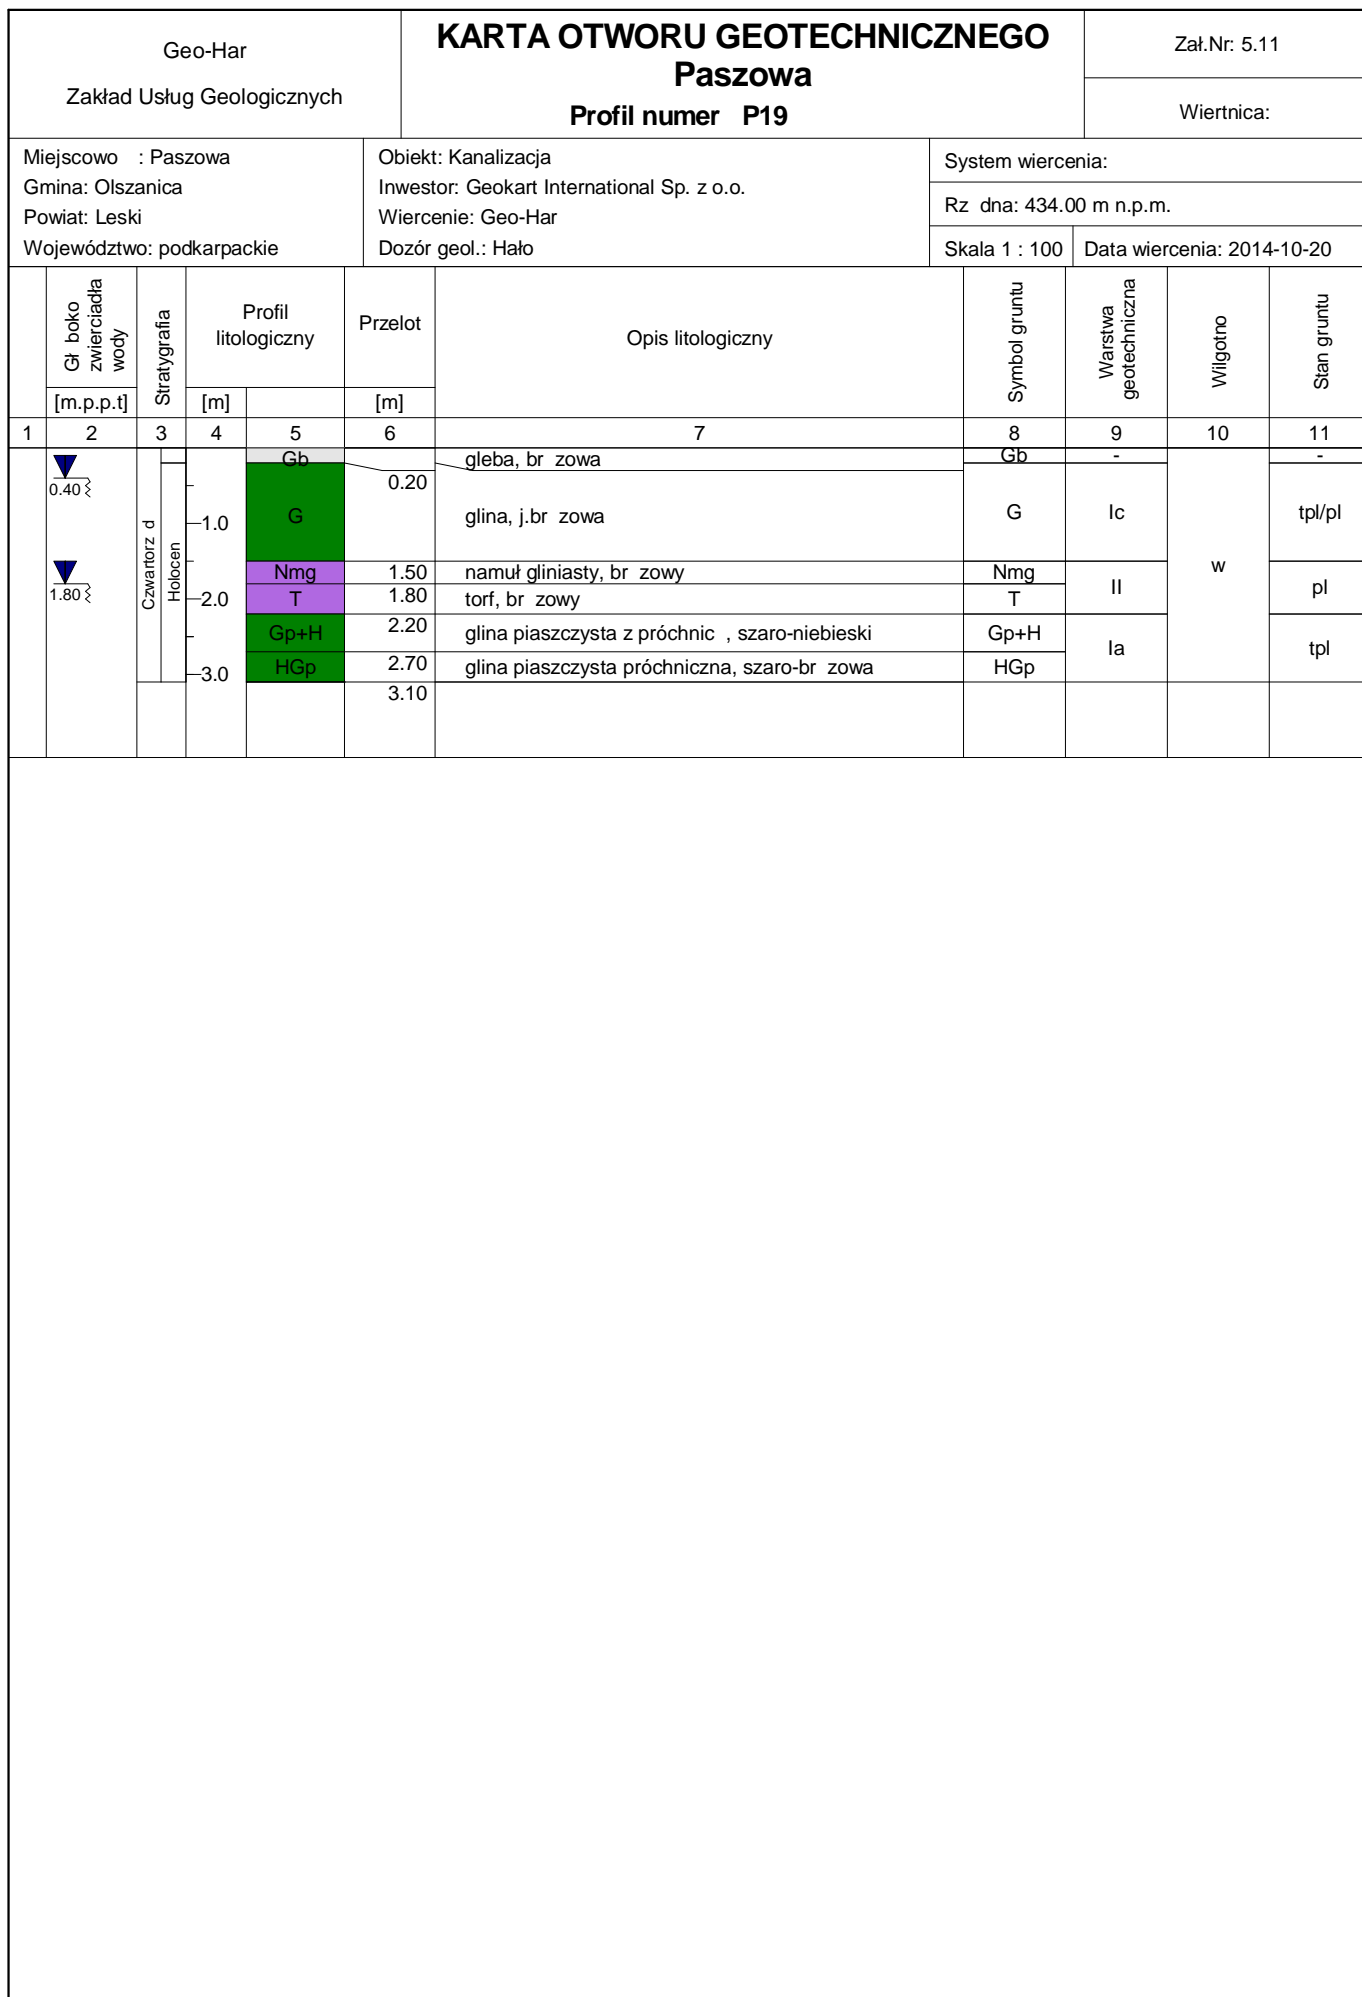 Geo-Har
Zakład Usług Geologicznych
KARTA OTWORU GEOTECHNICZNEGO
Paszowa
Profil numer P19
Zał.Nr: 5.11
Wiertnica:
Miejscowo : Paszowa
Gmina: Olszanica
Powiat: Leski
Województwo: podkarpackie
Obiekt: Kanalizacja
Inwestor: Geokart International Sp. z o.o.
Wiercenie: Geo-Har
Dozór geol.: Hało
System wiercenia:
Rz dna: 434.00 m n.p.m.
Skala 1 : 100
Data wiercenia: 2014-10-20
Gł boko
zwierciadła
wody
[m.p.p.t]
Stratygrafia
Profil
litologiczny
[m]
Przelot
[m]
Opis litologiczny
Symbol gruntu
Warstwa
geotechniczna
Wilgotno
Stan gruntu
1 2 3 4 5 6 7 8 9 10 11
0.40
1.80
Czwartorz d
Holocen
1.0
2.0
3.0
Gb gleba, br zowa Gb - -
0.20
G glina, j.br zowa G Ic tpl/pl
w
Nmg 1.50 namuł gliniasty, br zowy Nmg
II pl
T 1.80 torf, br zowy T
Gp+H 2.20 glina piaszczysta z próchnic , szaro-niebieski Gp+H
Ia tpl
HGp 2.70 glina piaszczysta próchniczna, szaro-br zowa HGp
3.10